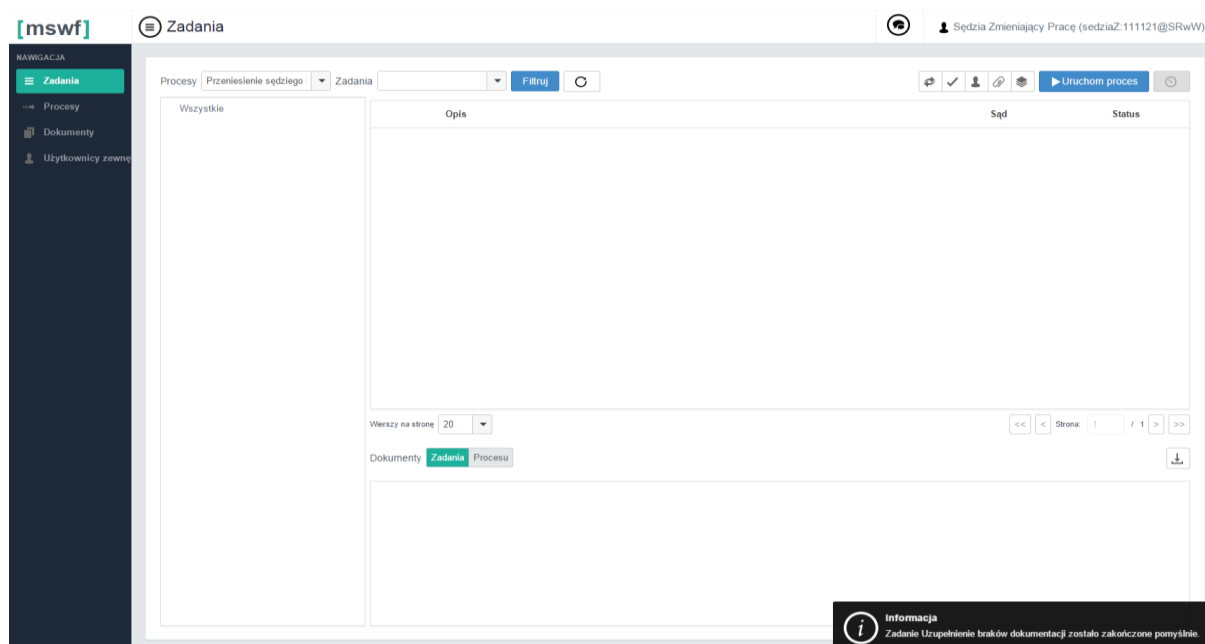 [mswf]
Zadania
Sędzia Zmieniający Pracę (sedziaZ:111121@SRwW)
NAWIGACJA
Zadania
Procesy
Dokumenty
Użytkownicy zewnę
Procesy Przeniesienie sędziego Zadania Filtruj Uruchom proces
Wszystkie
Opis Sąd Status
Wierszy na stronę 20 << < Strona: 1 / 1 > >>
Dokumenty Zadania Procesu
Informacja
Zadanie Uzupełnienie braków dokumentacji zostało zakończone pomyślnie.